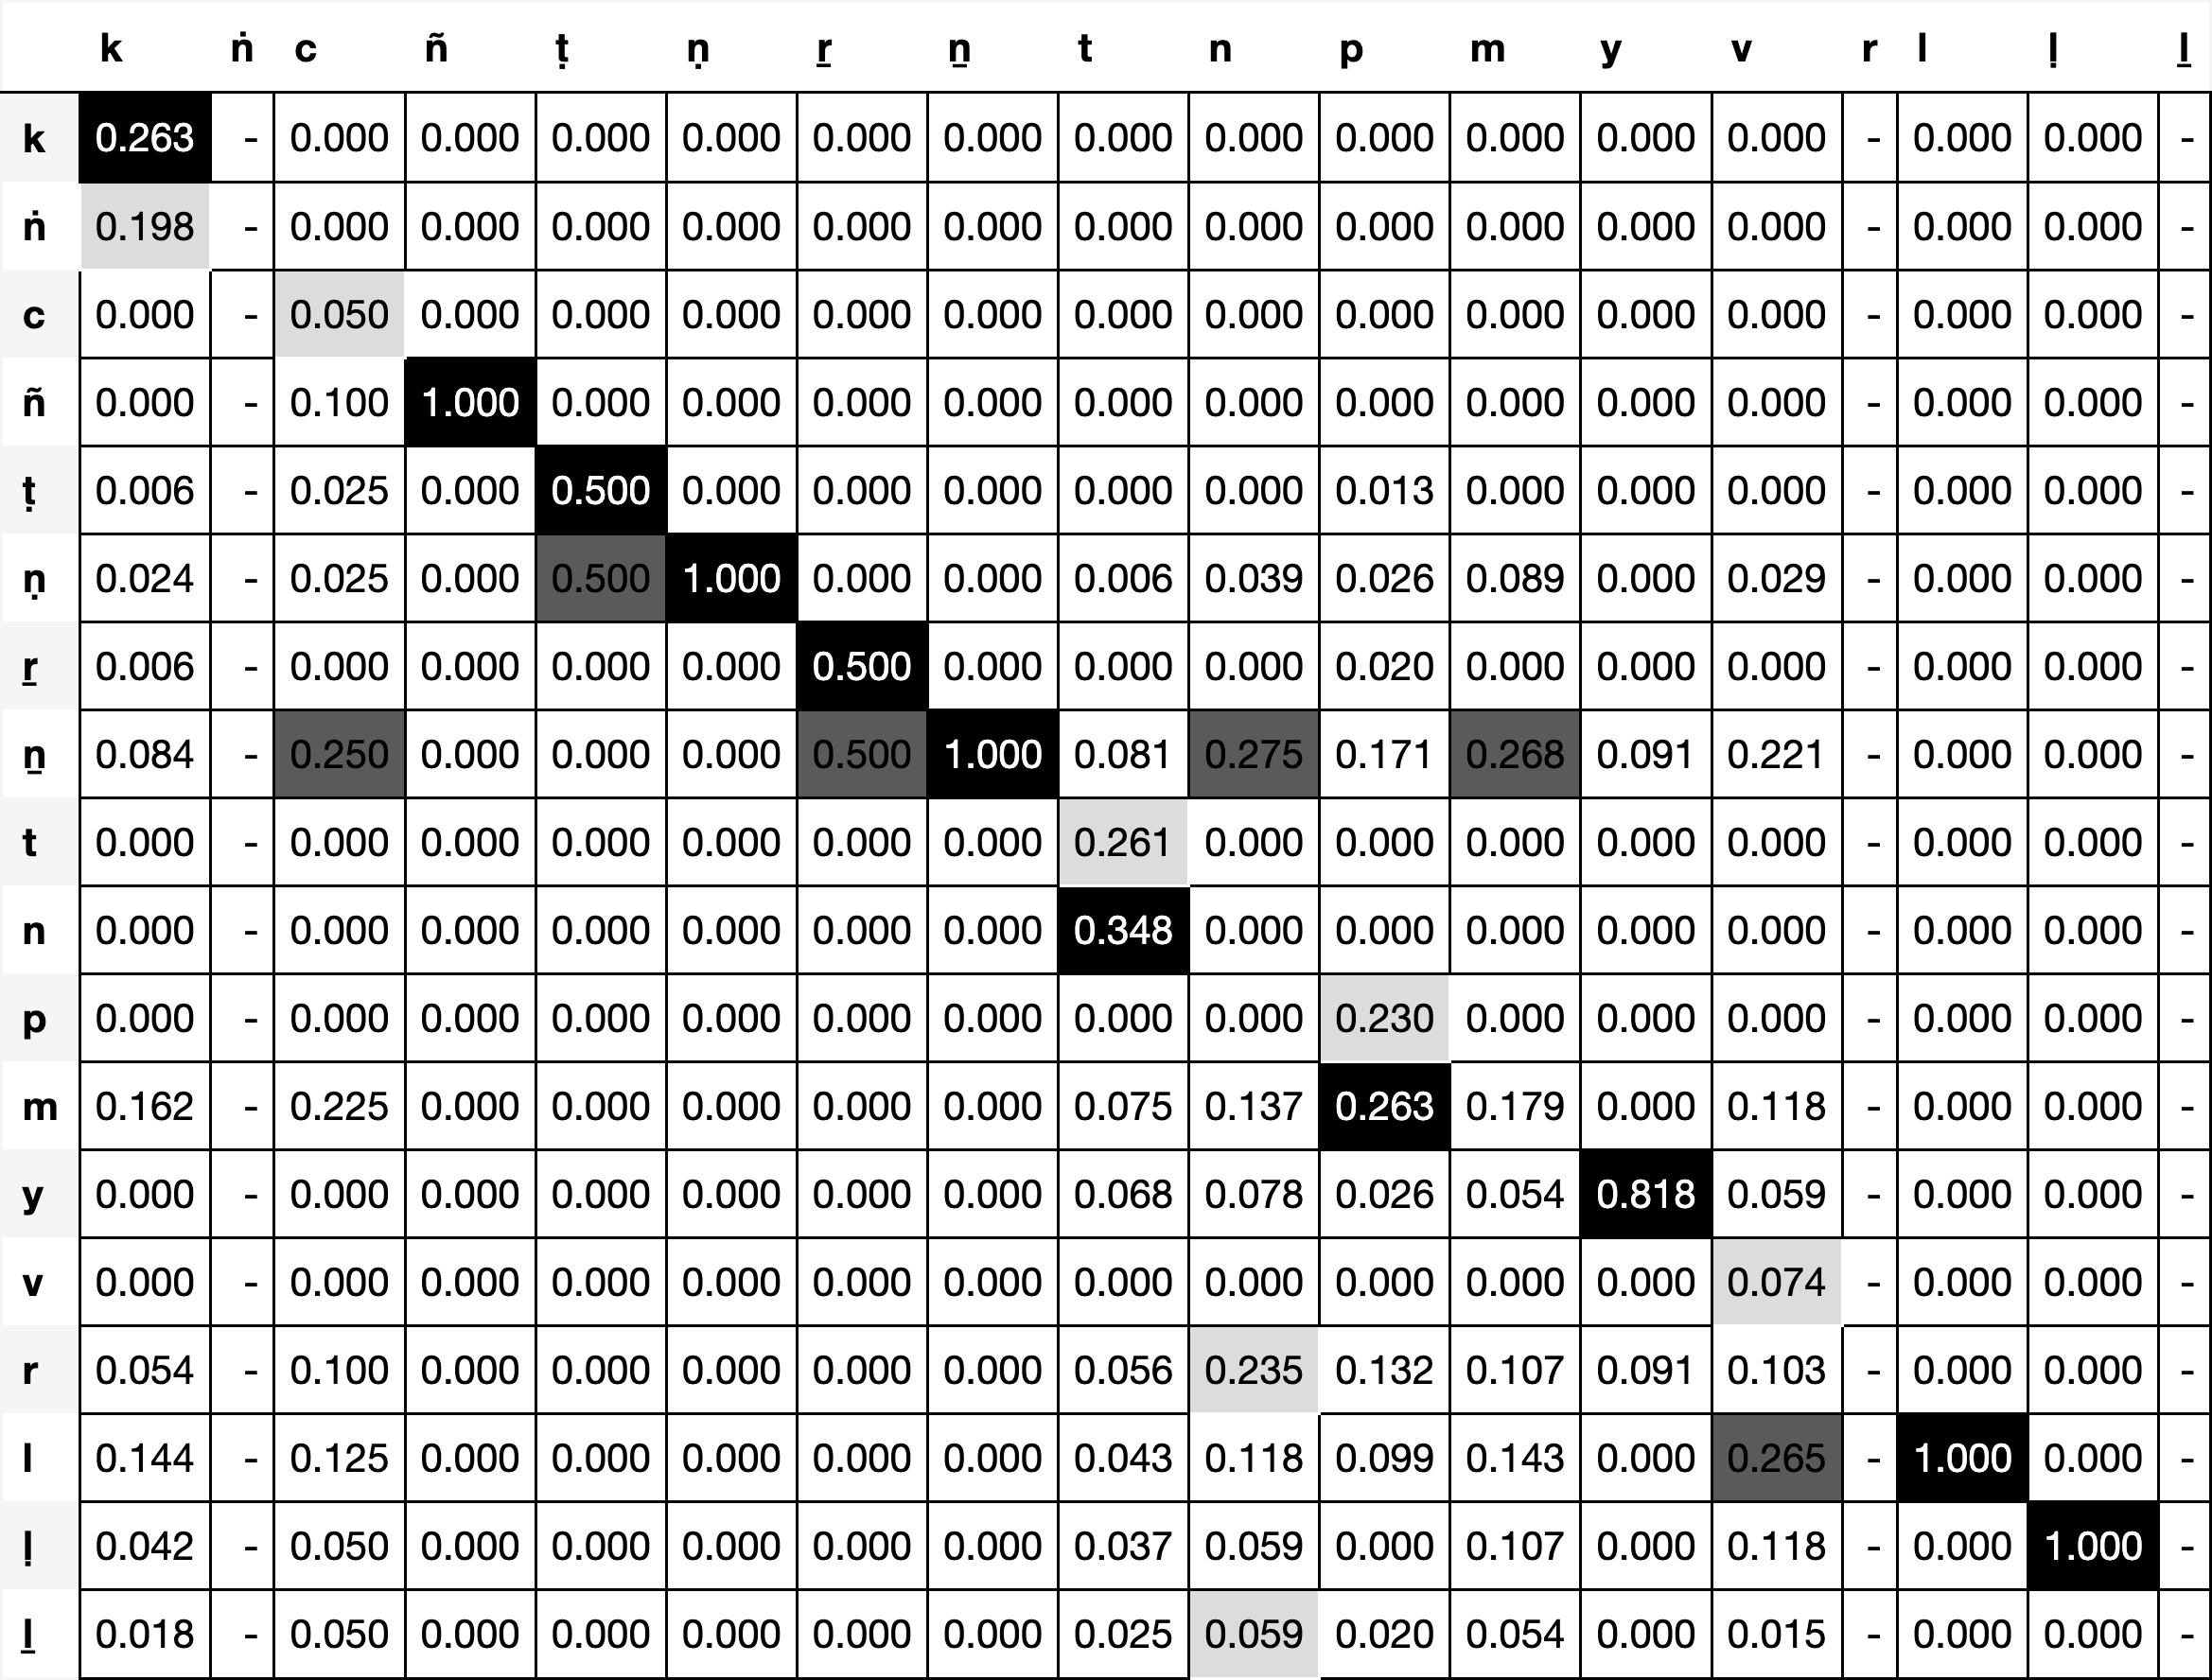 k ṅ c ñ ṭ ṇ ṟ ṉ t n p m y v r l ḷ ḻ
k 0.263 - 0.000 0.000 0.000 0.000 0.000 0.000 0.000 0.000 0.000 0.000 0.000 0.000 - 0.000 0.000 -
ṅ 0.198 - 0.000 0.000 0.000 0.000 0.000 0.000 0.000 0.000 0.000 0.000 0.000 0.000 - 0.000 0.000 -
c 0.000 - 0.050 0.000 0.000 0.000 0.000 0.000 0.000 0.000 0.000 0.000 0.000 0.000 - 0.000 0.000 -
ñ 0.000 - 0.100 1.000 0.000 0.000 0.000 0.000 0.000 0.000 0.000 0.000 0.000 0.000 - 0.000 0.000 -
ṭ 0.006 - 0.025 0.000 0.500 0.000 0.000 0.000 0.000 0.000 0.013 0.000 0.000 0.000 - 0.000 0.000 -
ṇ 0.024 - 0.025 0.000 0.500 1.000 0.000 0.000 0.006 0.039 0.026 0.089 0.000 0.029 - 0.000 0.000 -
ṟ 0.006 - 0.000 0.000 0.000 0.000 0.500 0.000 0.000 0.000 0.020 0.000 0.000 0.000 - 0.000 0.000 -
ṉ 0.084 - 0.250 0.000 0.000 0.000 0.500 1.000 0.081 0.275 0.171 0.268 0.091 0.221 - 0.000 0.000 -
t 0.000 - 0.000 0.000 0.000 0.000 0.000 0.000 0.261 0.000 0.000 0.000 0.000 0.000 - 0.000 0.000 -
n 0.000 - 0.000 0.000 0.000 0.000 0.000 0.000 0.348 0.000 0.000 0.000 0.000 0.000 - 0.000 0.000 -
p 0.000 - 0.000 0.000 0.000 0.000 0.000 0.000 0.000 0.000 0.230 0.000 0.000 0.000 - 0.000 0.000 -
m 0.162 - 0.225 0.000 0.000 0.000 0.000 0.000 0.075 0.137 0.263 0.179 0.000 0.118 - 0.000 0.000 -
y 0.000 - 0.000 0.000 0.000 0.000 0.000 0.000 0.068 0.078 0.026 0.054 0.818 0.059 - 0.000 0.000 -
v 0.000 - 0.000 0.000 0.000 0.000 0.000 0.000 0.000 0.000 0.000 0.000 0.000 0.074 - 0.000 0.000 -
r 0.054 - 0.100 0.000 0.000 0.000 0.000 0.000 0.056 0.235 0.132 0.107 0.091 0.103 - 0.000 0.000 -
l 0.144 - 0.125 0.000 0.000 0.000 0.000 0.000 0.043 0.118 0.099 0.143 0.000 0.265 - 1.000 0.000 -
ḷ 0.042 - 0.050 0.000 0.000 0.000 0.000 0.000 0.037 0.059 0.000 0.107 0.000 0.118 - 0.000 1.000 -
ḻ 0.018 - 0.050 0.000 0.000 0.000 0.000 0.000 0.025 0.059 0.020 0.054 0.000 0.015 - 0.000 0.000 -